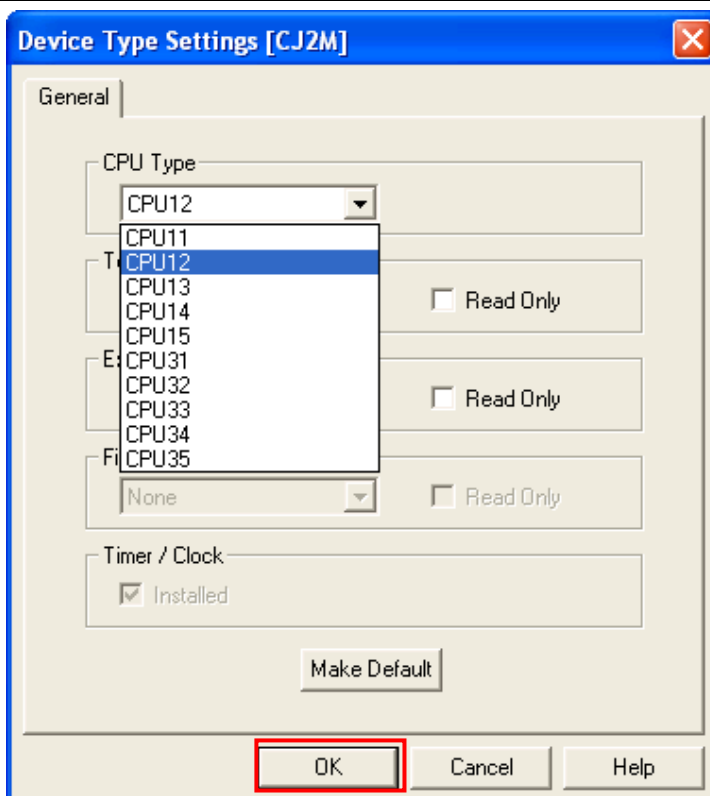 Device Type Settings [CJ2M]
General
CPU Type
CPU12
CPU11
CPU12
CPU13
CPU14
CPU15
CPU31
CPU32
CPU33
CPU34
CPU35
Read Only
Read Only
Fi
None
Read Only
Timer / Clock
Installed
Make Default
OK
Cancel
Help